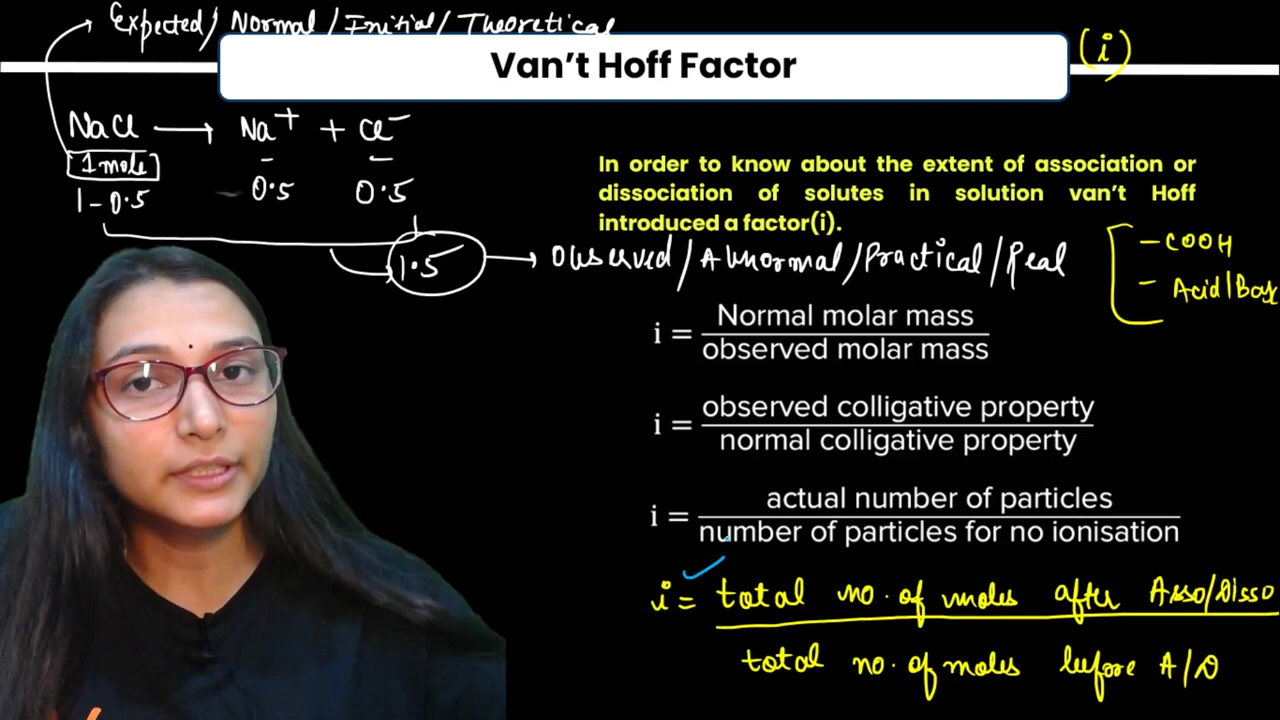 Expected/ Normal / Initial/ Theoretical
Van't Hoff Factor
(i)
NaCl → Na+ + Cl-
1 mole
1-0.5 0.5 0.5
1.5 → Observed/Abnormal/Practical/Real
In order to know about the extent of association or
dissociation of solutes in solution van't Hoff
introduced a factor(i).
-COOH
- Acid/Base
i = Normal molar mass
observed molar mass
i = observed colligative property
normal colligative property
i = actual number of particles
number of particles for no ionisation
i = total no. of moles after Asso/Disso
total no. of moles before A/D